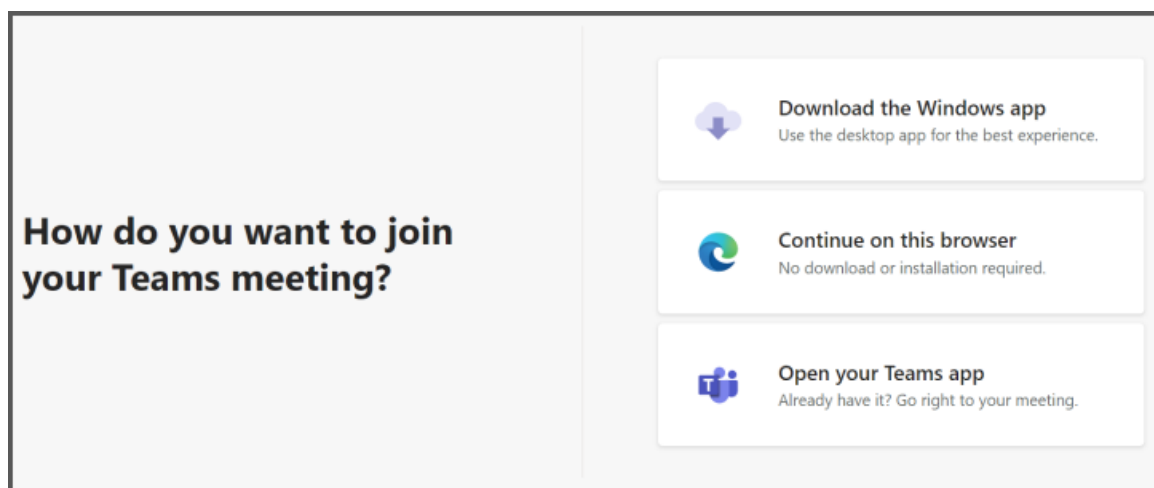 How do you want to join
your Teams meeting?
Download the Windows app
Use the desktop app for the best experience.
Continue on this browser
No download or installation required.
T
Open your Teams app
Already have it? Go right to your meeting.